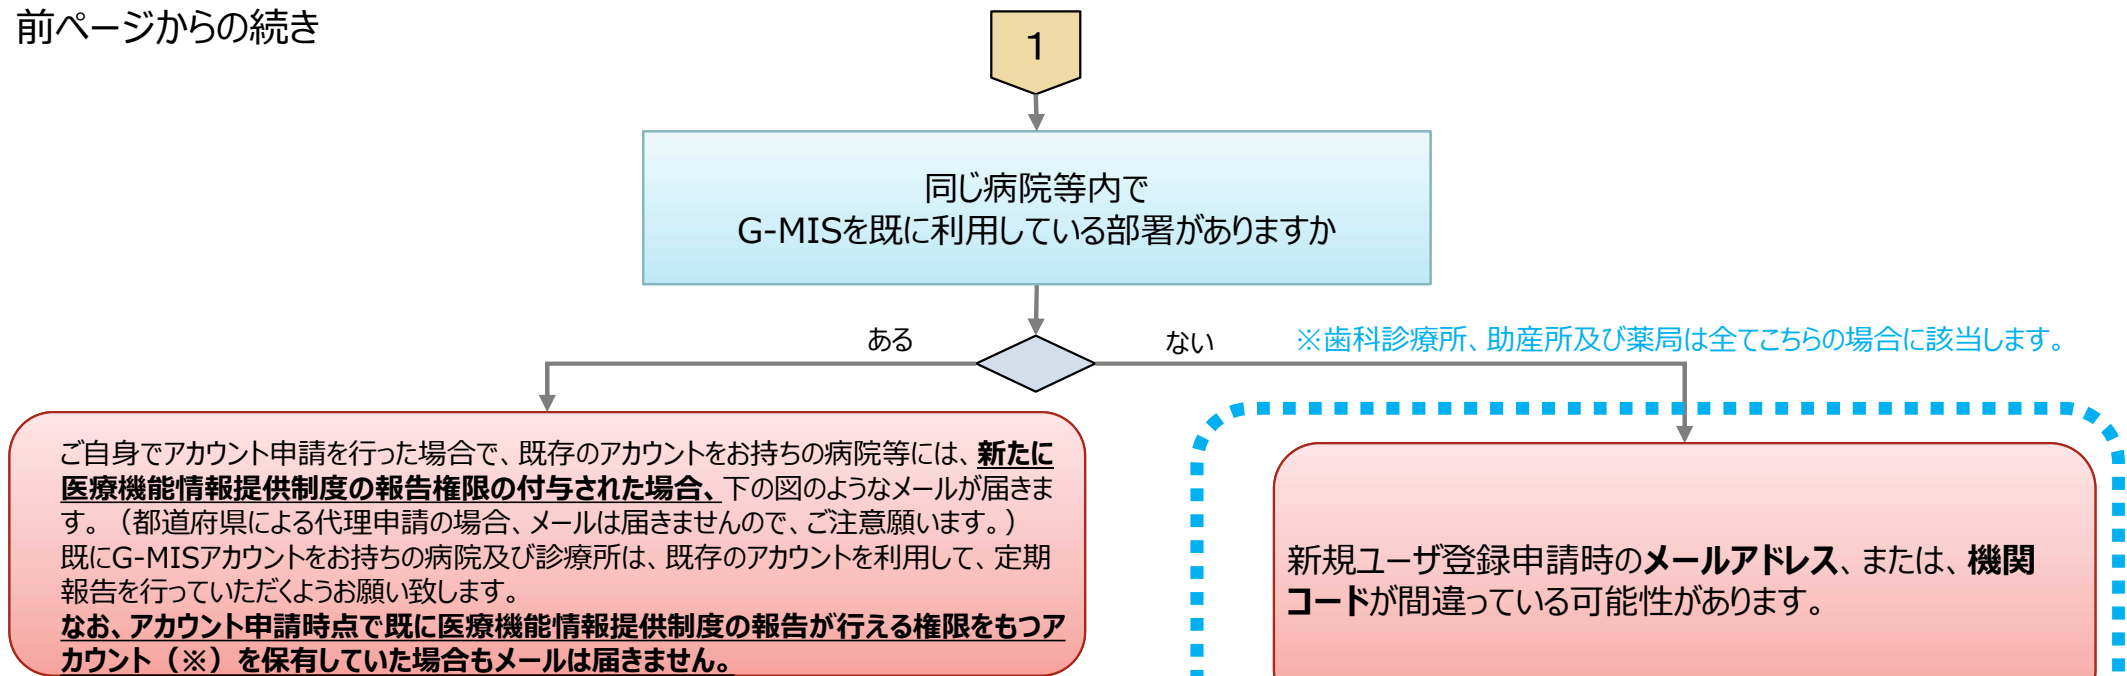 前ページからの続き
1
同じ病院等内で
G-MISを既に利用している部署がありますか
ある
ない
※歯科診療所、助産所及び薬局は全てこちらの場合に該当します。
ご自身でアカウント申請を行った場合で、既存のアカウントをお持ちの病院等には、新たに
医療機能情報提供制度の報告権限の付与された場合、下の図のようなメールが届きま
す。（都道府県による代理申請の場合、メールは届きませんので、ご注意願います。）
既にG-MISアカウントをお持ちの病院及び診療所は、既存のアカウントを利用して、定期
報告を行っていただくようお願い致します。
なお、アカウント申請時点で既に医療機能情報提供制度の報告が行える権限をもつア
カウント（※）を保有していた場合もメールは届きません。
新規ユーザ登録申請時のメールアドレス、または、機関
コードが間違っている可能性があります。